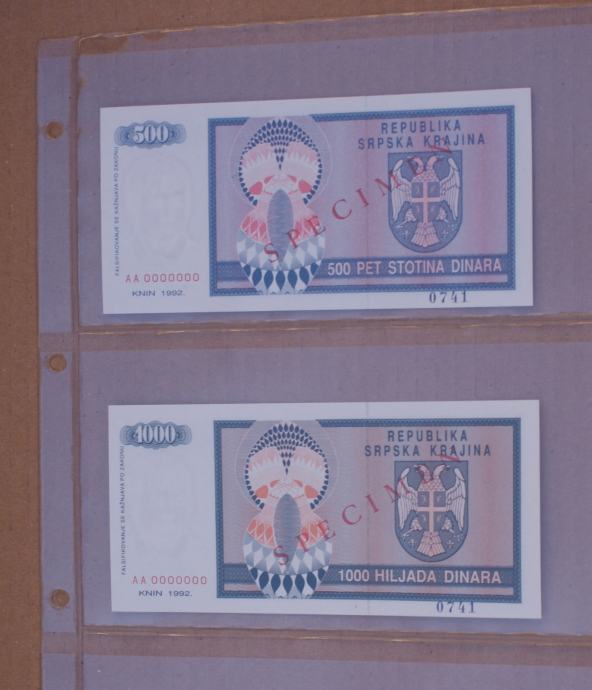 500
REPUBLIKA
SRPSKA KRAJINA
FALSIFIKOVANJE SE KAŽNJAVA PO ZAKONU
SPECIMEN
AA 0000000
500 PET STOTINA DINARA
KNIN 1992.
0741
1000
REPUBLIKA
SRPSKA KRAJINA
FALSIFIKOVANJE SE KAŽNJAVA PO ZAKONU
SPECIMEN
AA 0000000
1000 HILJADA DINARA
KNIN 1992.
0741